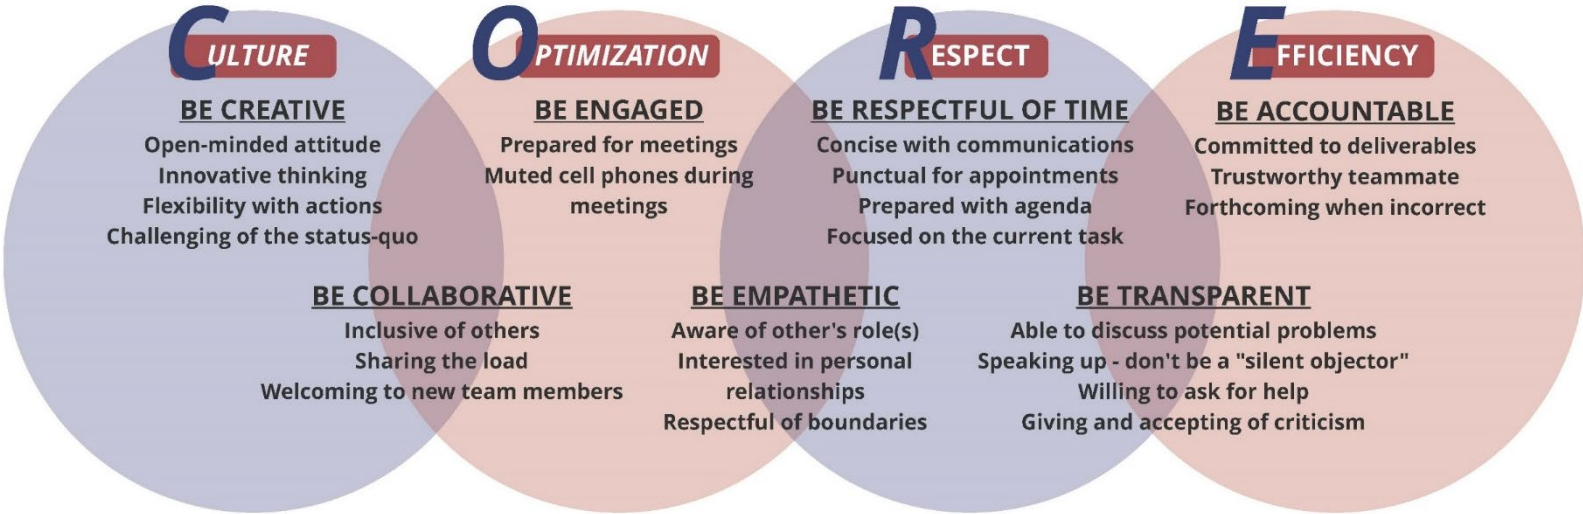 CULTURE
BE CREATIVE
Open-minded attitude
Innovative thinking
Flexibility with actions
Challenging of the status-quo
OPTIMIZATION
BE ENGAGED
Prepared for meetings
Muted cell phones during
meetings
RESPECT
BE RESPECTFUL OF TIME
Concise with communications
Punctual for appointments
Prepared with agenda
Focused on the current task
EFFICIENCY
BE ACCOUNTABLE
Committed to deliverables
Trustworthy teammate
Forthcoming when incorrect
BE COLLABORATIVE
Inclusive of others
Sharing the load
Welcoming to new team members
BE EMPATHETIC
Aware of other's role(s)
Interested in personal
relationships
Respectful of boundaries
BE TRANSPARENT
Able to discuss potential problems
Speaking up - don't be a "silent objector"
Willing to ask for help
Giving and accepting of criticism